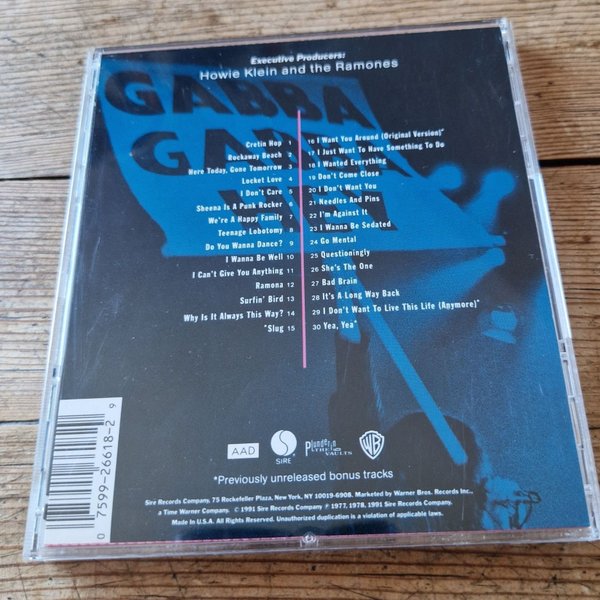 Executive Producers:
Howie Klein and the Ramones
GABBA
Cretin Hop 1
Rockaway Beach 2
Here Today, Gone Tomorrow 3
Locket Love 4
I Don't Care 5
Sheena Is A Punk Rocker 6
We're A Happy Family 7
Teenage Lobotomy 8
Do You Wanna Dance? 9
I Wanna Be Well 10
I Can't Give You Anything 11
Ramona 12
Surfin' Bird 13
Why Is It Always This Way? 14
*Slug 15
16 I Want You Around (Original Version)*
17 I Just Want To Have Something To Do
18 I Wanted Everything
19 Don't Come Close
20 I Don't Want You
21 Needles And Pins
22 I'm Against It
23 I Wanna Be Sedated
24 Go Mental
25 Questioningly
26 She's The One
27 Bad Brain
28 It's A Long Way Back
29 I Don't Want To Live This Life (Anymore)*
30 Yea, Yea*
AAD
S
SIRE
plunderin
THE
VAULTS
WB
*Previously unreleased bonus tracks
0 7599-26618-2 9
Sire Records Company, 75 Rockefeller Plaza, New York, NY 10019-6908. Marketed by Warner Bros. Records Inc.,
a Time Warner Company. © 1991 Sire Records Company ℗ 1977, 1978, 1991 Sire Records Company.
Made in U.S.A. All Rights Reserved. Unauthorized duplication is a violation of applicable laws.